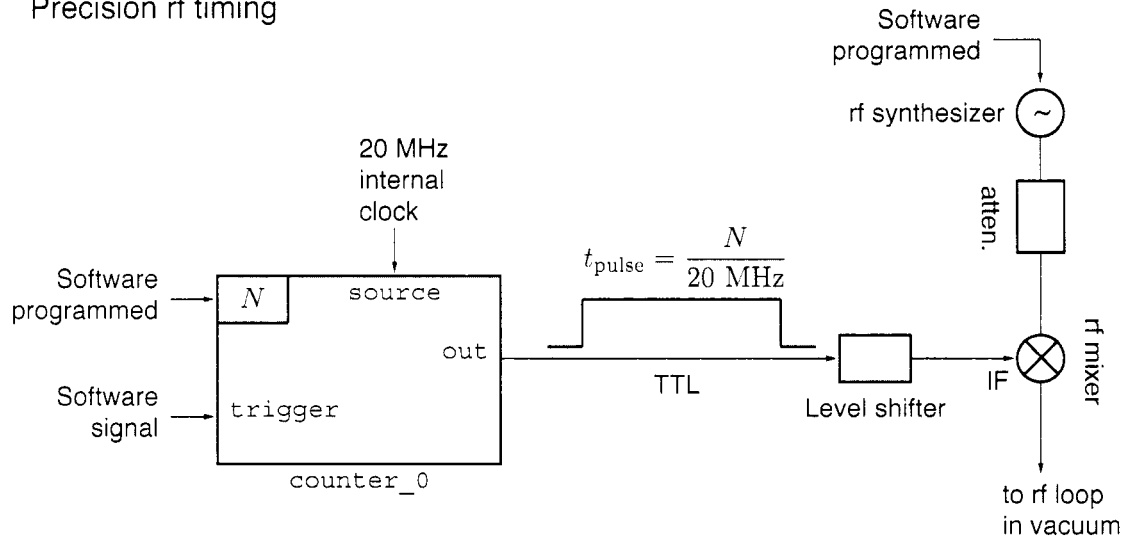 Precision rf timing
Software
programmed
rf synthesizer
~
atten.
20 MHz
internal
clock
Software
programmed
N
source
out
Software
signal
trigger
counter_0
t_pulse = N / 20 MHz
TTL
Level shifter
IF
rf mixer
to rf loop
in vacuum